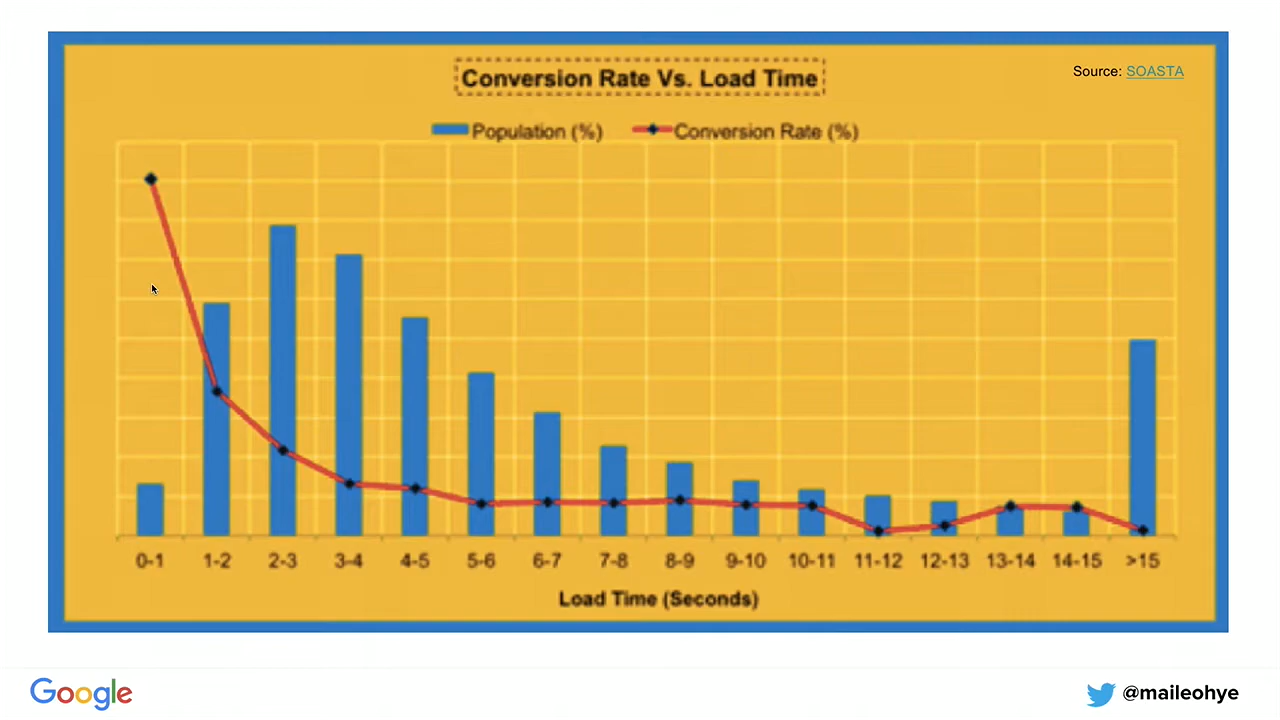 Conversion Rate Vs. Load Time
Source: SOASTA
Population (%) Conversion Rate (%)
0-1 1-2 2-3 3-4 4-5 5-6 6-7 7-8 8-9 9-10 10-11 11-12 12-13 13-14 14-15 >15
Load Time (Seconds)
Google @maileohye